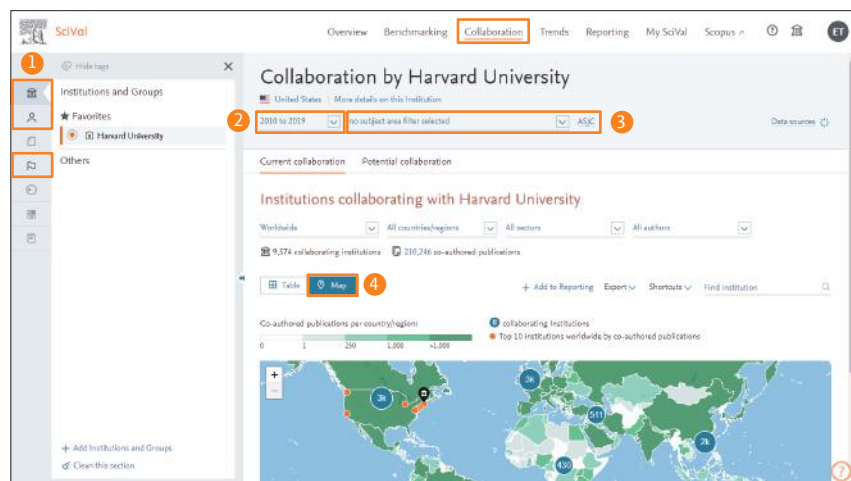 SciVal
Overview Benchmarking Collaboration Trends Reporting My SciVal Scopus ET
1
Hide tags
Institutions and Groups
Favorites
Harvard University
Others
Collaboration by Harvard University
United States More details on this Institution
2 2010 to 2019 no subject area filter selected ASJC 3
Data sources
Current collaboration Potential collaboration
Institutions collaborating with Harvard University
Worldwide All countries/regions All sectors All authors
9,574 collaborating institutions 210,246 co-authored publications
Table Map 4
+ Add to Reporting Export Shortcuts Find institution
Co-authored publications per country/region:
0 1 250 1,000 >1,000
collaborating Institutions
Top 10 institutions worldwide by co-authored publications
+
−
3k
3k
511
2k
430
+ Add Institutions and Groups
Clean this section
?